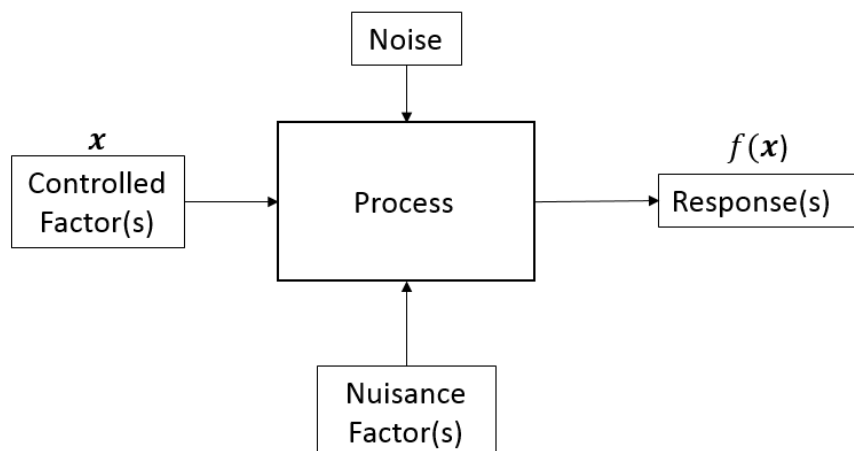 Noise
x
Controlled
Factor(s)
Process
f(x)
Response(s)
Nuisance
Factor(s)